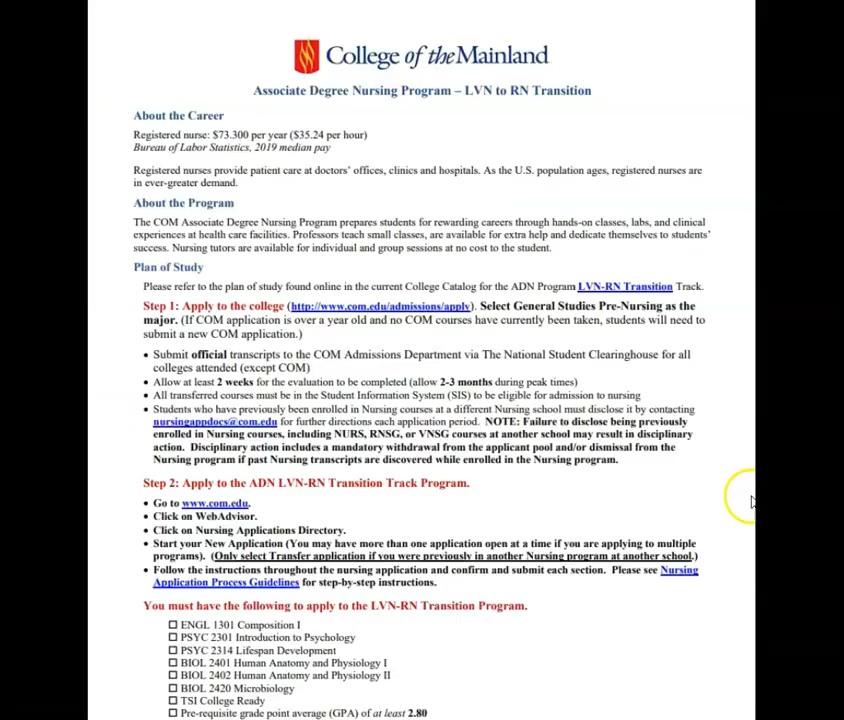 College of the Mainland
Associate Degree Nursing Program – LVN to RN Transition
About the Career
Registered nurse: $73.300 per year ($35.24 per hour)
Bureau of Labor Statistics, 2019 median pay
Registered nurses provide patient care at doctors’ offices, clinics and hospitals. As the U.S. population ages, registered nurses are
in ever-greater demand.
About the Program
The COM Associate Degree Nursing Program prepares students for rewarding careers through hands-on classes, labs, and clinical
experiences at health care facilities. Professors teach small classes, are available for extra help and dedicate themselves to students’
success. Nursing tutors are available for individual and group sessions at no cost to the student.
Plan of Study
Please refer to the plan of study found online in the current College Catalog for the ADN Program LVN-RN Transition Track.
Step 1: Apply to the college (http://www.com.edu/admissions/apply). Select General Studies Pre-Nursing as the
major. (If COM application is over a year old and no COM courses have currently been taken, students will need to
submit a new COM application.)
• Submit official transcripts to the COM Admissions Department via The National Student Clearinghouse for all
colleges attended (except COM)
• Allow at least 2 weeks for the evaluation to be completed (allow 2-3 months during peak times)
• All transferred courses must be in the Student Information System (SIS) to be eligible for admission to nursing
• Students who have previously been enrolled in Nursing courses at a different Nursing school must disclose it by contacting
nursingappdocs@com.edu for further directions each application period. NOTE: Failure to disclose being previously
enrolled in Nursing courses, including NURS, RNSG, or VNSG courses at another school may result in disciplinary
action. Disciplinary action includes a mandatory withdrawal from the applicant pool and/or dismissal from the
Nursing program if past Nursing transcripts are discovered while enrolled in the Nursing program.
Step 2: Apply to the ADN LVN-RN Transition Track Program.
• Go to www.com.edu.
• Click on WebAdvisor.
• Click on Nursing Applications Directory.
• Start your New Application (You may have more than one application open at a time if you are applying to multiple
programs). (Only select Transfer application if you were previously in another Nursing program at another school.)
• Follow the instructions throughout the nursing application and confirm and submit each section. Please see Nursing
Application Process Guidelines for step-by-step instructions.
You must have the following to apply to the LVN-RN Transition Program.
☐ ENGL 1301 Composition I
☐ PSYC 2301 Introduction to Psychology
☐ PSYC 2314 Lifespan Development
☐ BIOL 2401 Human Anatomy and Physiology I
☐ BIOL 2402 Human Anatomy and Physiology II
☐ BIOL 2420 Microbiology
☐ TSI College Ready
☐ Pre-requisite grade point average (GPA) of at least 2.80